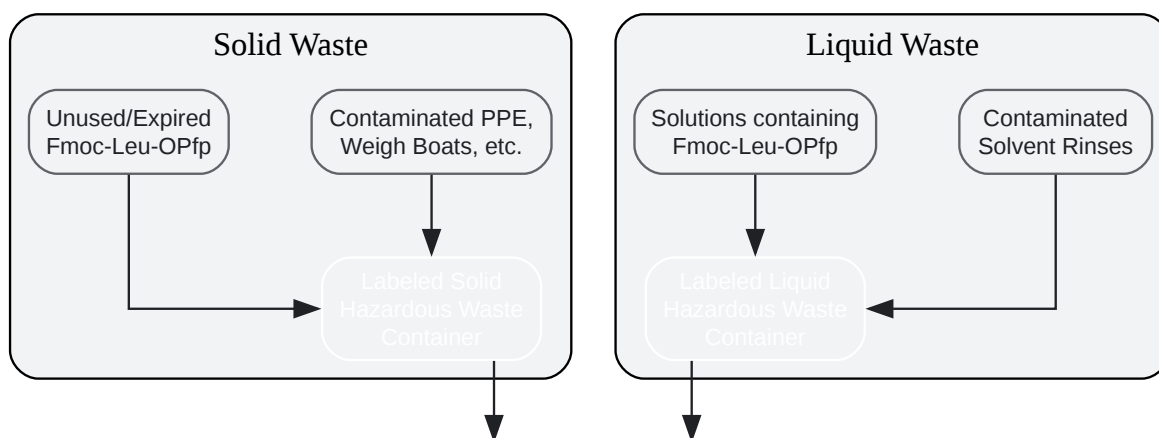 Solid Waste
Unused/Expired
Fmoc-Leu-OPfp
Contaminated PPE,
Weigh Boats, etc.
Labeled Solid
Hazardous Waste
Container
Liquid Waste
Solutions containing
Fmoc-Leu-OPfp
Contaminated
Solvent Rinses
Labeled Liquid
Hazardous Waste
Container